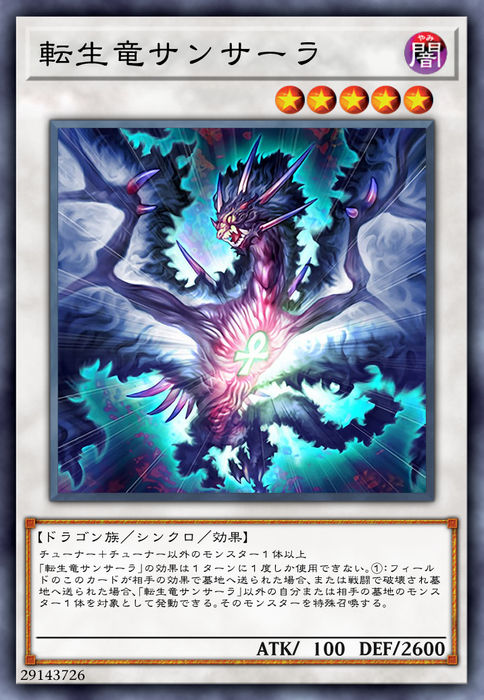 転生竜サンサーラ
やみ
闇
【ドラゴン族／シンクロ／効果】
チューナー＋チューナー以外のモンスター１体以上
「転生竜サンサーラ」の効果は１ターンに１度しか使用できない。①：フィール
ドのこのカードが相手の効果で墓地へ送られた場合、または戦闘で破壊され墓
地へ送られた場合、「転生竜サンサーラ」以外の自分または相手の墓地のモンス
ター１体を対象として発動できる。そのモンスターを特殊召喚する。
ATK/ 100 DEF/2600
29143726